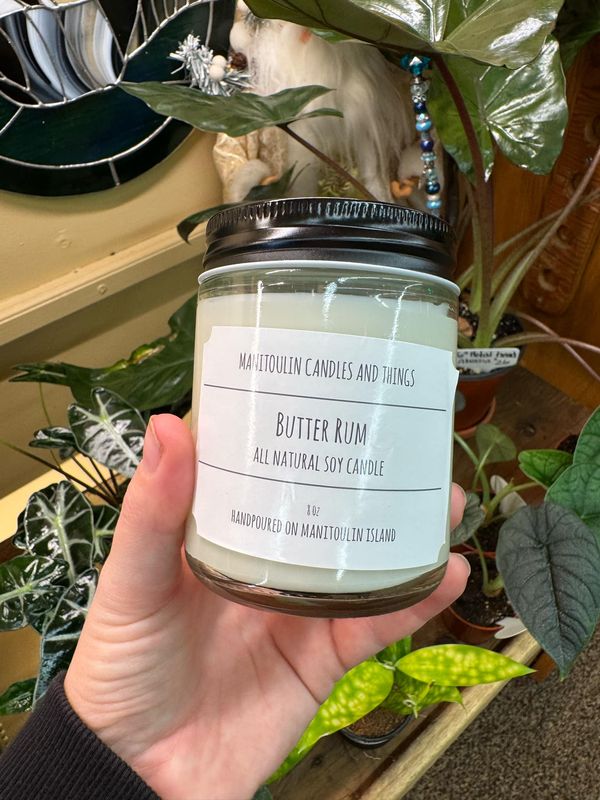 MANITOULIN CANDLES AND THINGS
BUTTER RUM
ALL NATURAL SOY CANDLE
8 OZ
HANDPOURED ON MANITOULIN ISLAND